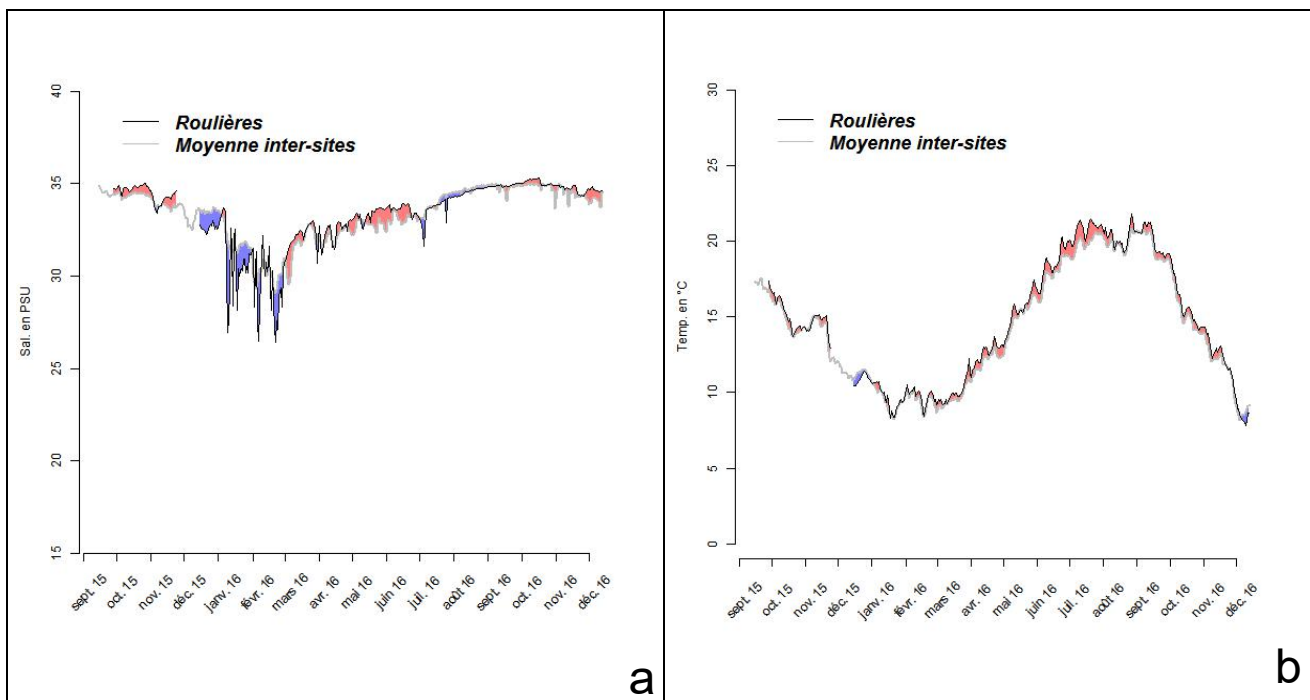 40
35
30
25
20
15
Sal. en PSU
Roulières
Moyenne inter-sites
sept. 15
oct. 15
nov. 15
déc. 15
janv. 16
févr. 16
mars 16
avr. 16
mai 16
juin 16
juil. 16
août 16
sept. 16
oct. 16
nov. 16
déc. 16
a
30
25
20
15
10
5
0
Temp. en °C
Roulières
Moyenne inter-sites
sept. 15
oct. 15
nov. 15
déc. 15
janv. 16
févr. 16
mars 16
avr. 16
mai 16
juin 16
juil. 16
août 16
sept. 16
oct. 16
nov. 16
déc. 16
b